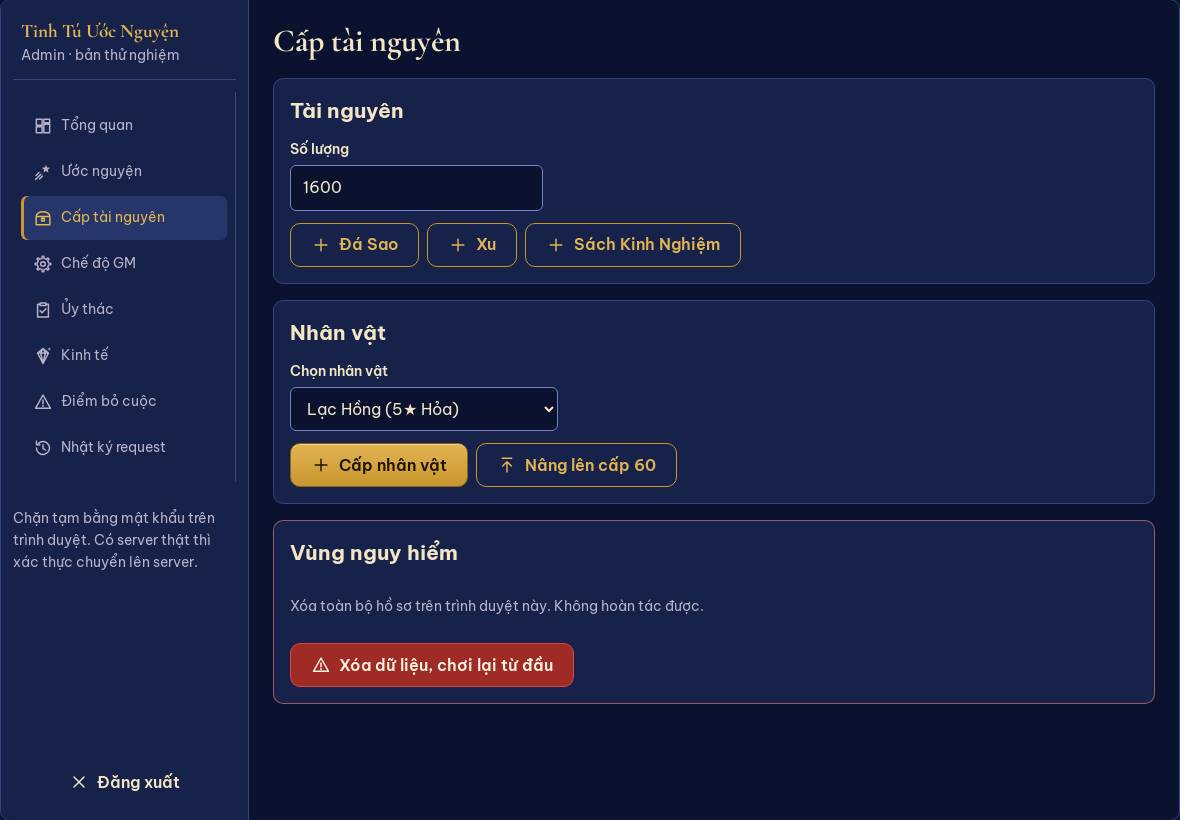 Tinh Tú Ước Nguyện
Admin · bản thử nghiệm
Tổng quan
Ước nguyện
Cấp tài nguyên
Chế độ GM
Ủy thác
Kinh tế
Điểm bỏ cuộc
Nhật ký request
Chặn tạm bằng mật khẩu trên
trình duyệt. Có server thật thì
xác thực chuyển lên server.
Đăng xuất
Cấp tài nguyên
Tài nguyên
Số lượng
1600
Đá Sao
Xu
Sách Kinh Nghiệm
Nhân vật
Chọn nhân vật
Lạc Hồng (5★ Hỏa)
Cấp nhân vật
Nâng lên cấp 60
Vùng nguy hiểm
Xóa toàn bộ hồ sơ trên trình duyệt này. Không hoàn tác được.
Xóa dữ liệu, chơi lại từ đầu